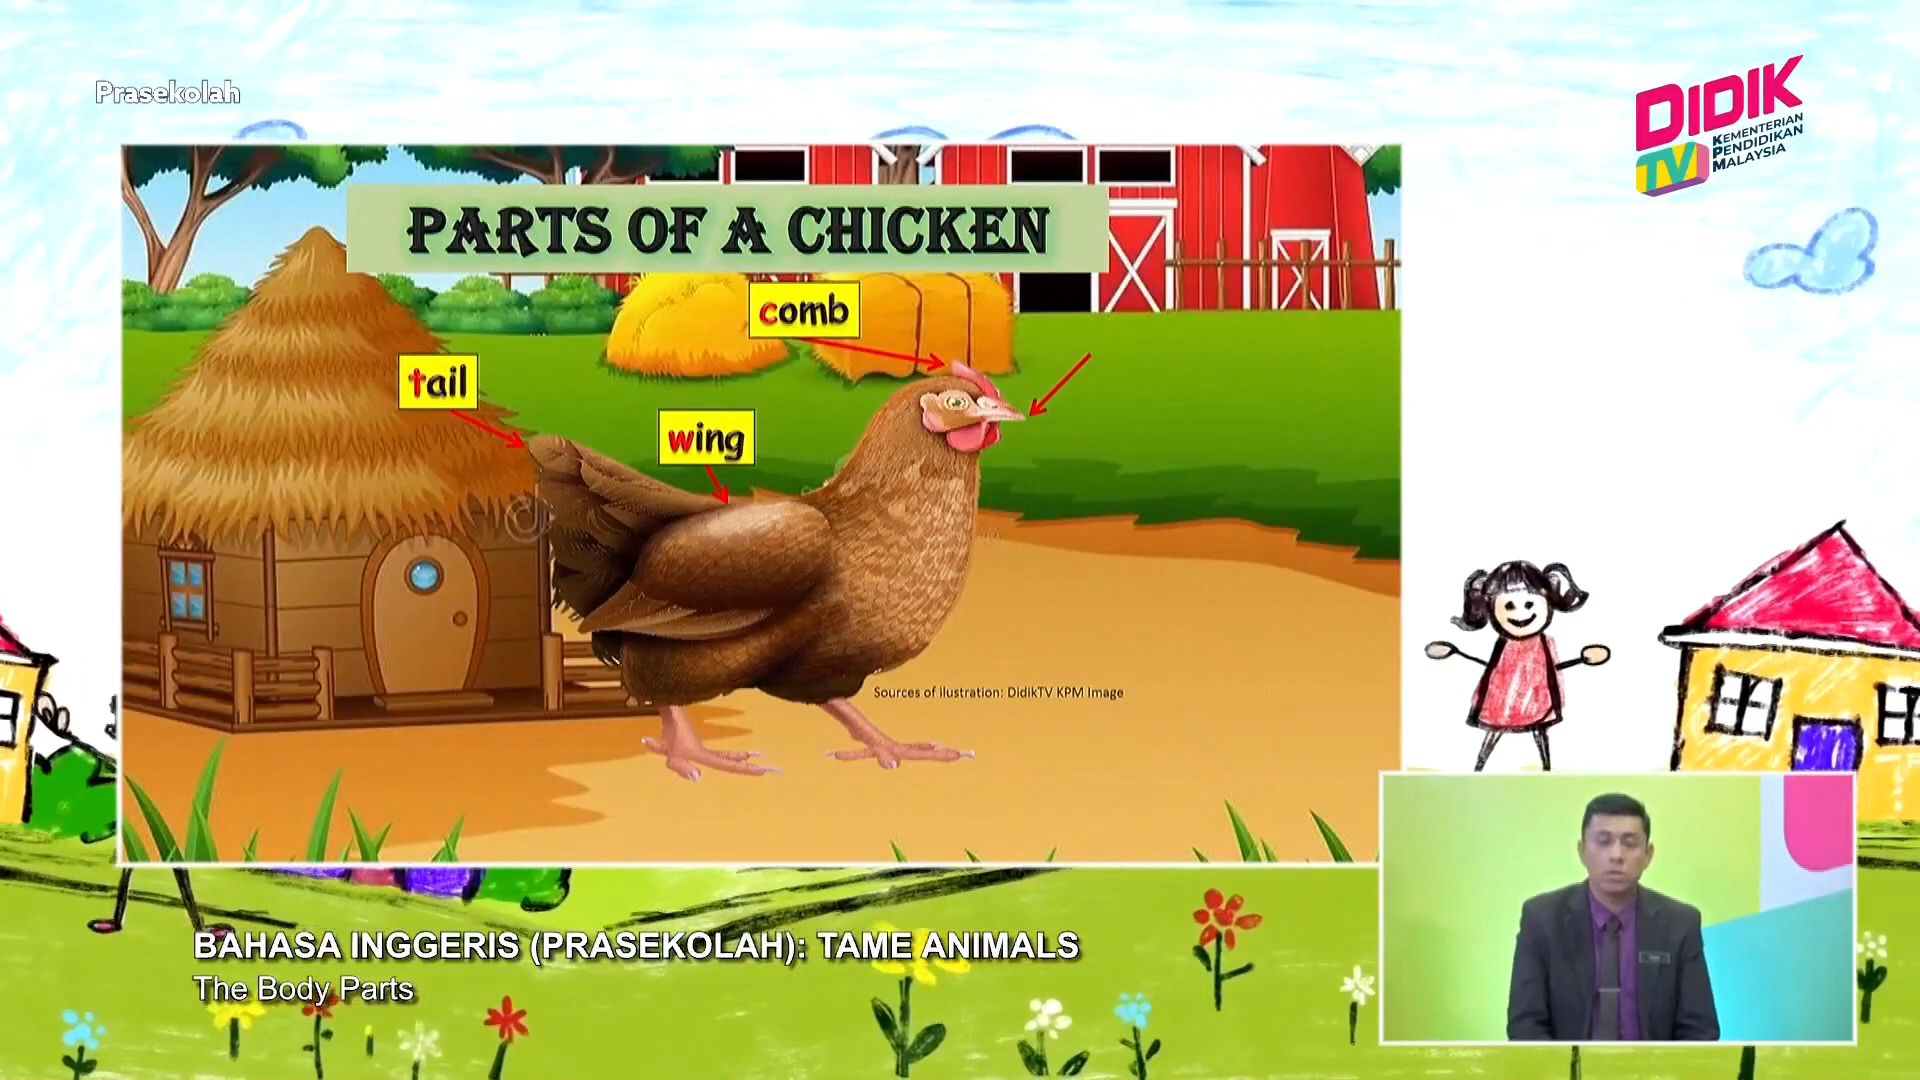 Prasekolah
DIDIK
TV
KEMENTERIAN
PENDIDIKAN
MALAYSIA
PARTS OF A CHICKEN
comb
tail
wing
Sources of ilustration: DidikTV KPM Image
BAHASA INGGERIS (PRASEKOLAH): TAME ANIMALS
The Body Parts